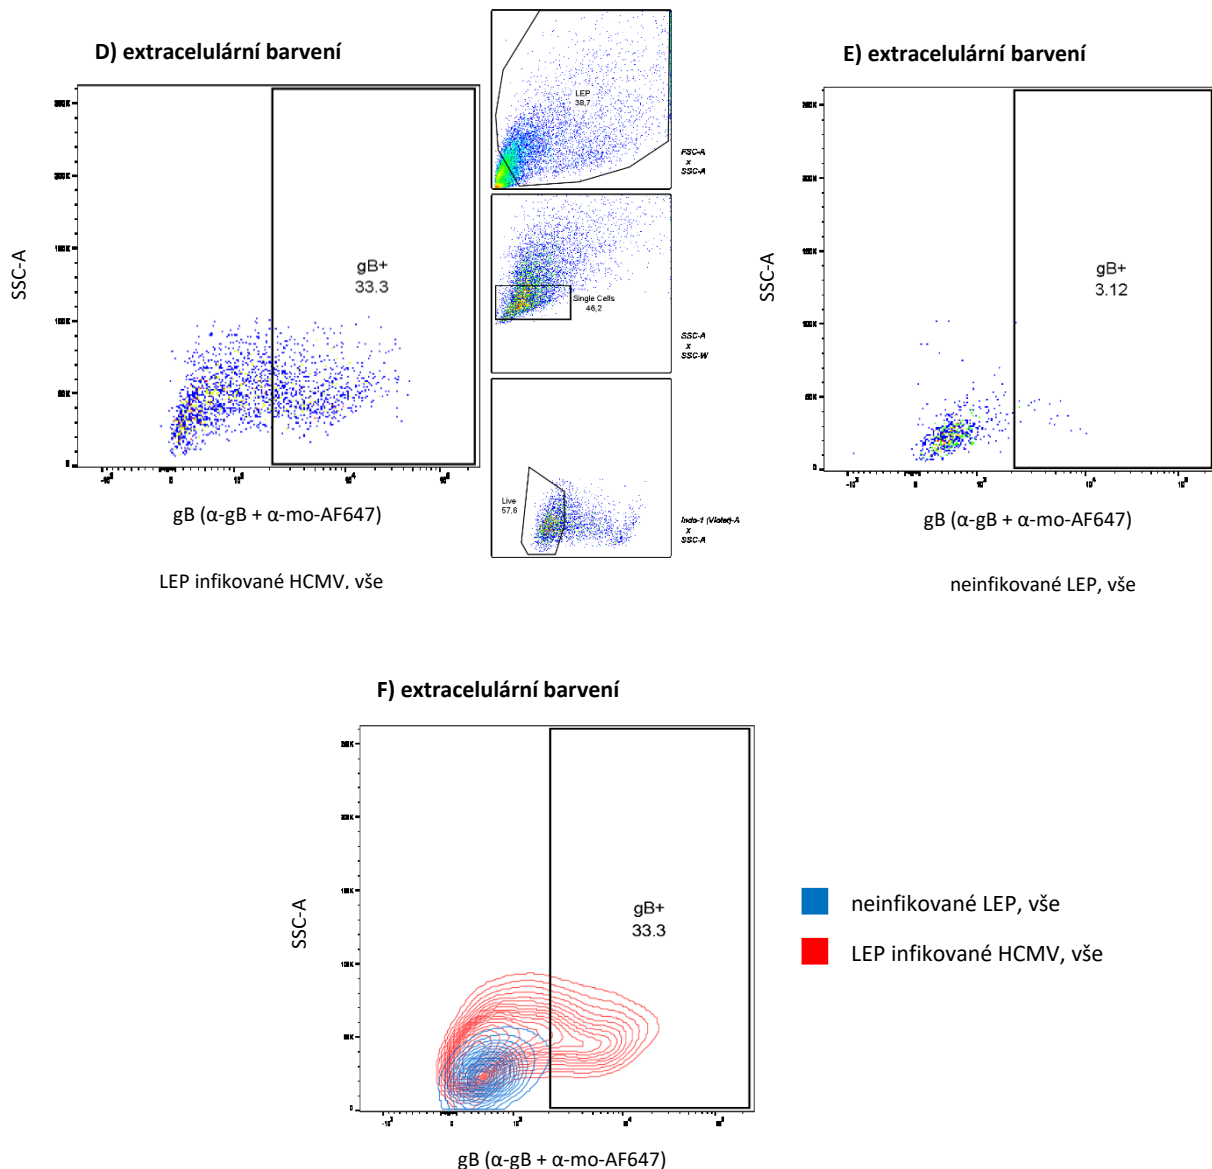 D) extracelulární barvení
SSC-A
gB+
33.3
gB (α-gB + α-mo-AF647)
LEP infikované HCMV, vše
LEP
38,7
FSC-A
x
SSC-A
Single Cells
46,2
SSC-A
x
SSC-W
Live
57,6
Indo-1 (Violet)-A
x
SSC-A
E) extracelulární barvení
SSC-A
gB+
3.12
gB (α-gB + α-mo-AF647)
neinfikované LEP, vše
F) extracelulární barvení
SSC-A
gB+
33.3
gB (α-gB + α-mo-AF647)
neinfikované LEP, vše
LEP infikované HCMV, vše